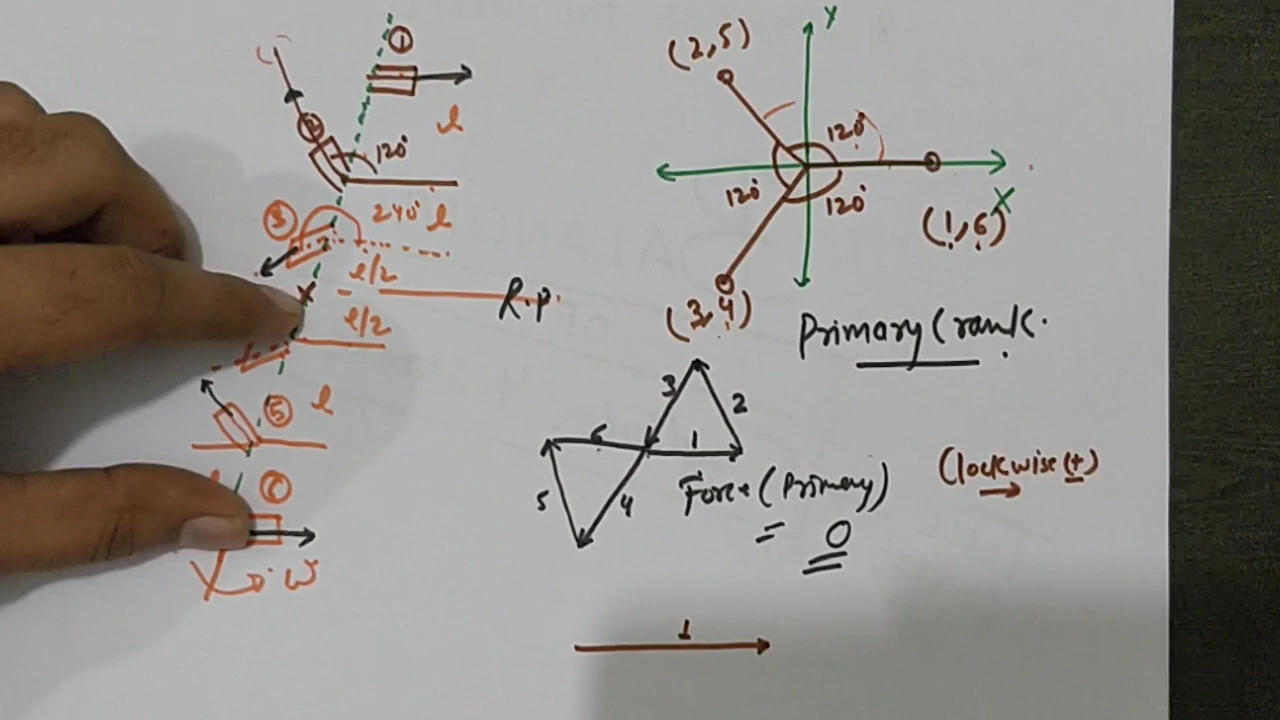 ①
l
②
120°
③
240° l
l/2
R.P.
l/2
⑤ l
⑥
ω
Y
(2,5)
120°
120° 120°
X
(1,6)
(3,4)
Primary Crank.
3 2
6 1
5 4
Force (Primary)
= 0
Clockwise (+)
1